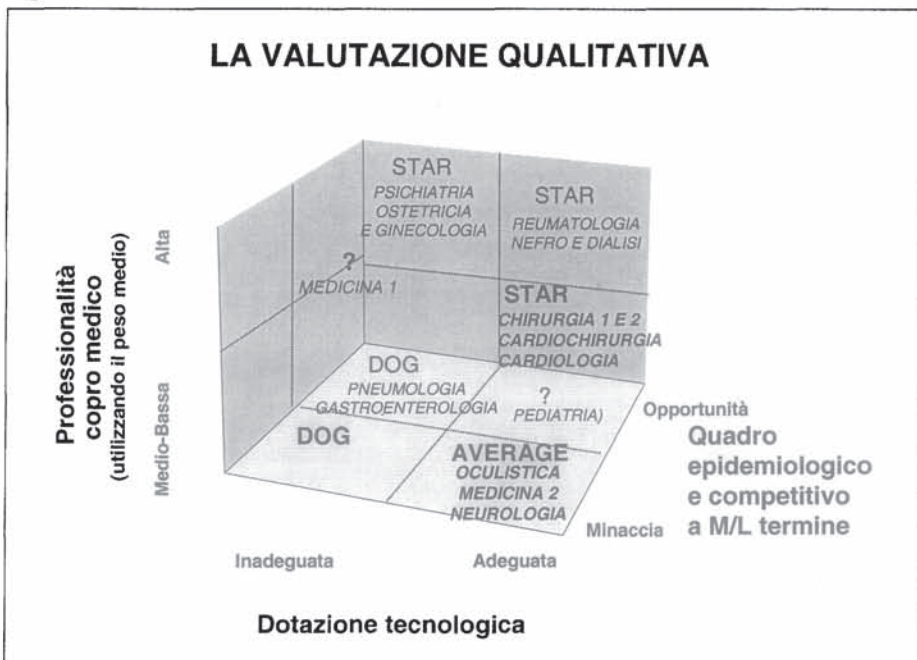 LA VALUTAZIONE QUALITATIVA
STAR
PSICHIATRIA
OSTETRICIA
E GINECOLOGIA
STAR
REUMATOLOGIA
NEFRO E DIALISI
?
MEDICINA 1
STAR
CHIRURGIA 1 E 2
CARDIOCHIRURGIA
CARDIOLOGIA
DOG
PNEUMOLOGIA
GASTROENTEROLOGIA
?
PEDIATRIA)
DOG
AVERAGE
OCULISTICA
MEDICINA 2
NEUROLOGIA
Professionalità
copro medico
(utilizzando il peso medio)
Alta
Medio-Bassa
Opportunità
Minaccia
Quadro
epidemiologico
e competitivo
a M/L termine
Inadeguata
Adeguata
Dotazione tecnologica